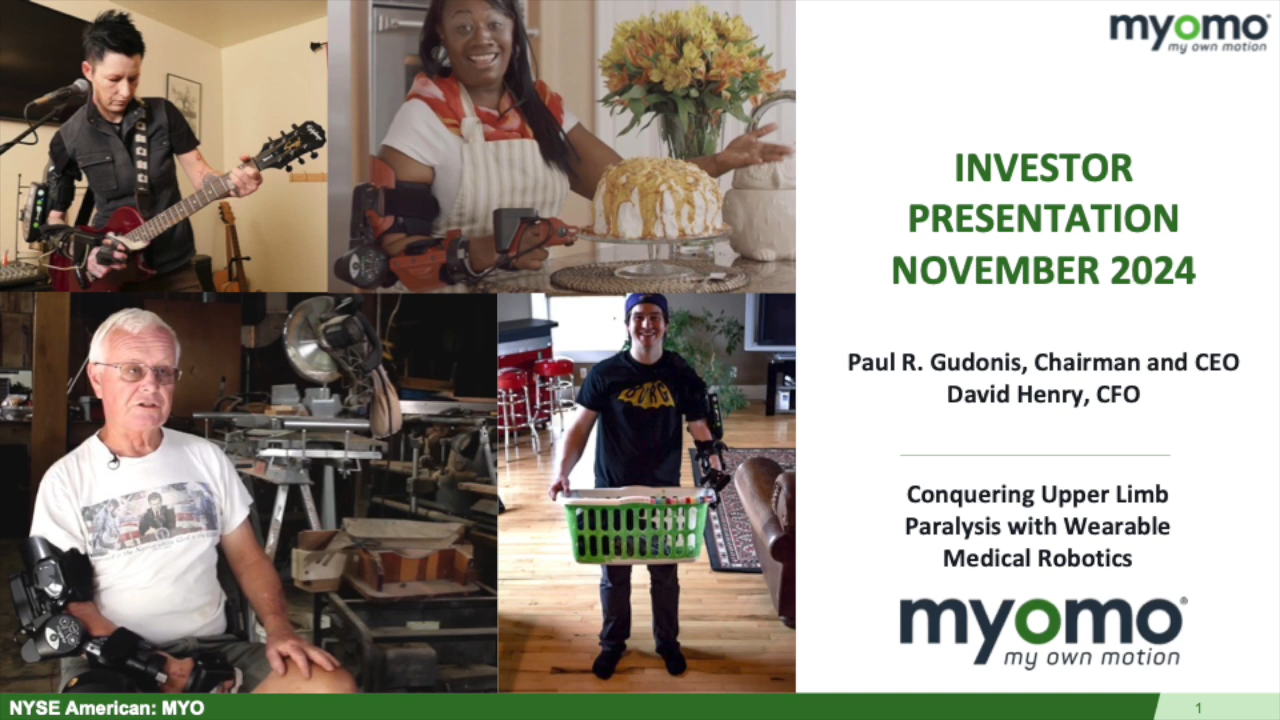 myomo®
my own motion
INVESTOR
PRESENTATION
NOVEMBER 2024
Paul R. Gudonis, Chairman and CEO
David Henry, CFO
Conquering Upper Limb
Paralysis with Wearable
Medical Robotics
myomo®
my own motion
Epiphone
NYSE American: MYO
1